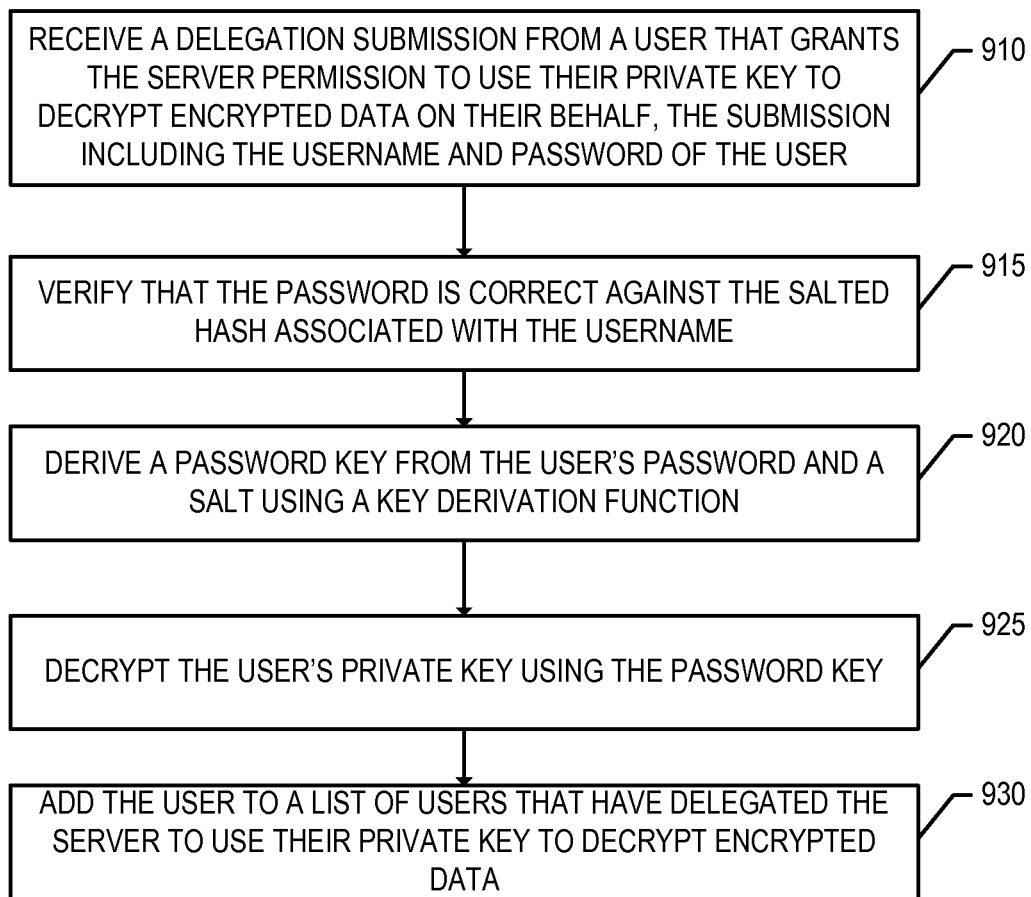 RECEIVE A DELEGATION SUBMISSION FROM A USER THAT GRANTS
THE SERVER PERMISSION TO USE THEIR PRIVATE KEY TO
DECRYPT ENCRYPTED DATA ON THEIR BEHALF, THE SUBMISSION
INCLUDING THE USERNAME AND PASSWORD OF THE USER
910
VERIFY THAT THE PASSWORD IS CORRECT AGAINST THE SALTED
HASH ASSOCIATED WITH THE USERNAME
915
DERIVE A PASSWORD KEY FROM THE USER'S PASSWORD AND A
SALT USING A KEY DERIVATION FUNCTION
920
DECRYPT THE USER'S PRIVATE KEY USING THE PASSWORD KEY
925
ADD THE USER TO A LIST OF USERS THAT HAVE DELEGATED THE
SERVER TO USE THEIR PRIVATE KEY TO DECRYPT ENCRYPTED
DATA
930